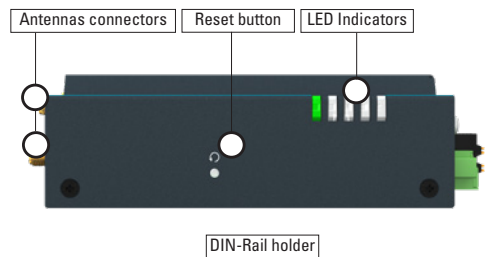 Antennas connectors
Reset button
LED Indicators
DIN-Rail holder